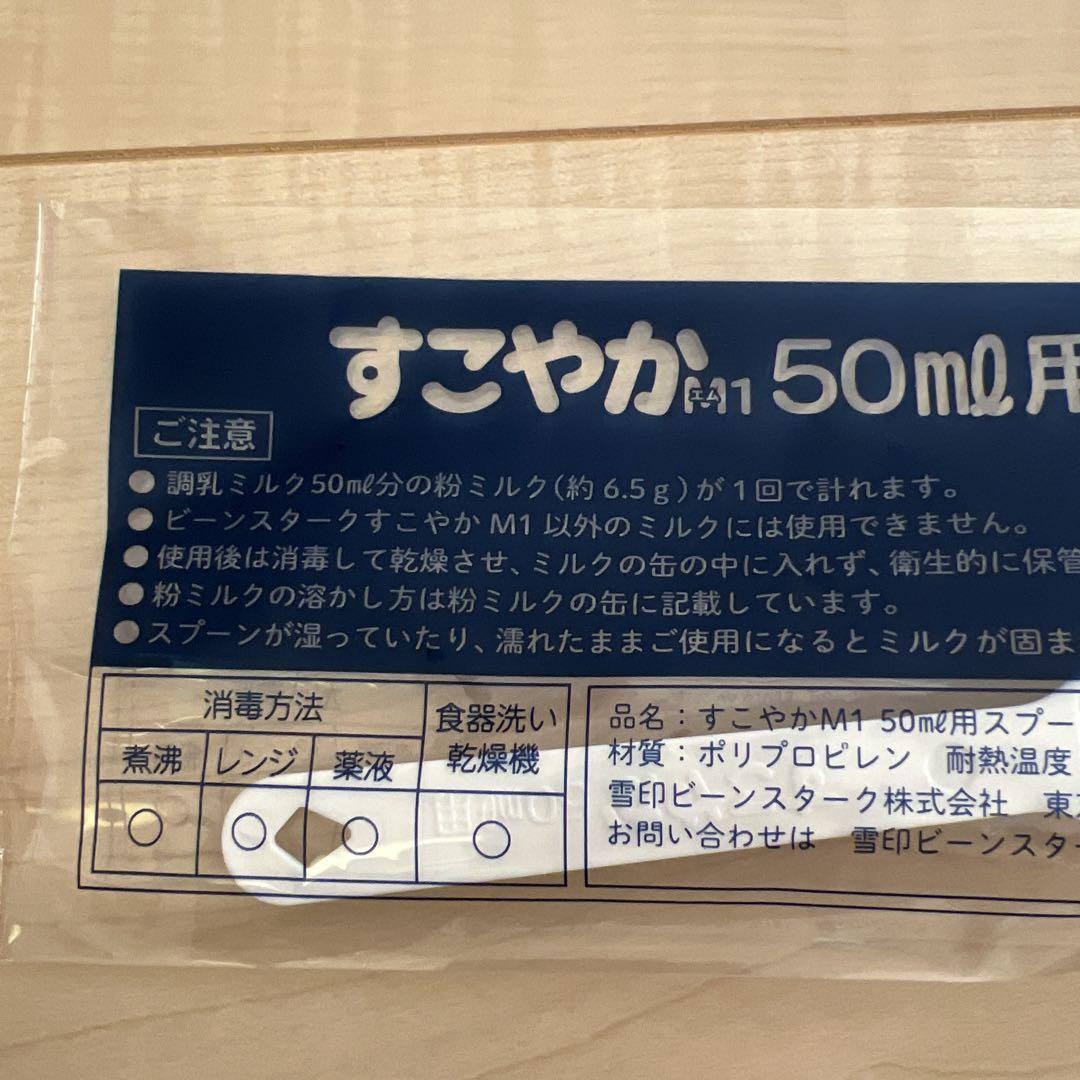 すこやかM1 50ml用
エム
ご注意
● 調乳ミルク50ml分の粉ミルク(約6.5g)が1回で計れます。
● ビーンスタークすこやかM1以外のミルクには使用できません。
● 使用後は消毒して乾燥させ、ミルクの缶の中に入れず、衛生的に保管
● 粉ミルクの溶かし方は粉ミルクの缶に記載しています。
● スプーンが湿っていたり、濡れたままご使用になるとミルクが固ま
消毒方法 食器洗い乾燥機
煮沸 レンジ 薬液
○ ○ ○ ○
品名：すこやかM1 50ml用スプー
材質：ポリプロピレン 耐熱温度
雪印ビーンスターク株式会社 東
お問い合わせは 雪印ビーンスター